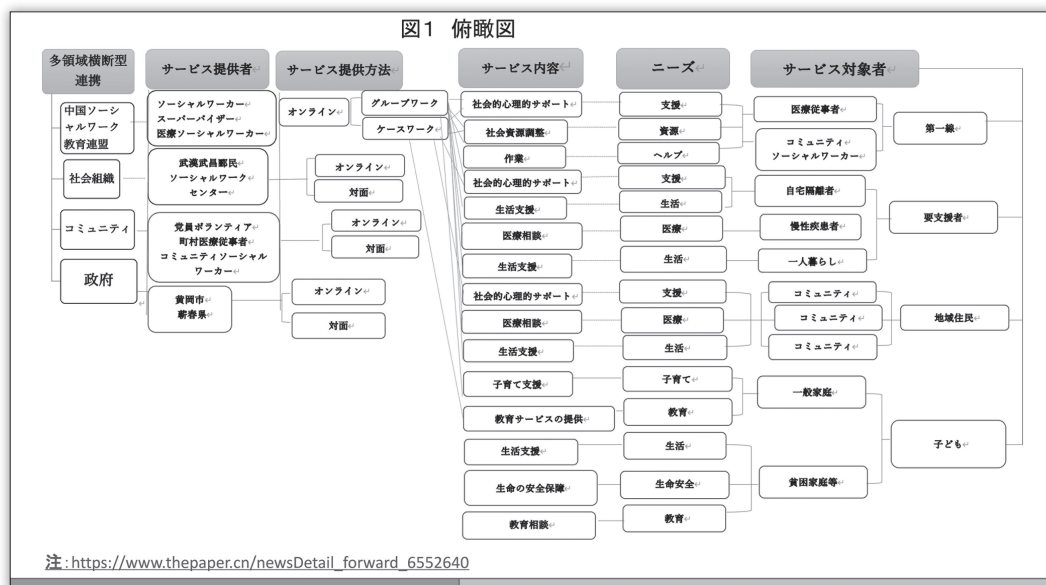 図1 俯瞰図
多領域横断型
連携
サービス提供者
サービス提供方法
サービス内容
ニーズ
サービス対象者
中国ソーシ
ャルワーク
教育連盟
社会組織
コミュニティ
政府
ソーシャルワーカー
スーパーバイザー
医療ソーシャルワーカー
武漢武昌郦民
ソーシャルワーク
センター
党員ボランティア
町村医療従事者
コミュニティソーシャル
ワーカー
黄岡市
蕲春県
オンライン
グループワーク
ケースワーク
オンライン
対面
オンライン
対面
オンライン
対面
社会的心理的サポート
社会資源調整
作業
社会的心理的サポート
生活支援
医療相談
生活支援
社会的心理的サポート
医療相談
生活支援
子育て支援
教育サービスの提供
生活支援
生命の安全保障
教育相談
支援
資源
ヘルプ
支援
生活
医療
生活
支援
医療
生活
子育て
教育
生活
生命安全
教育
医療従事者
コミュニティ
ソーシャルワーカー
自宅隔離者
慢性疾患者
一人暮らし
コミュニティ
コミュニティ
コミュニティ
一般家庭
貧困家庭等
第一線
要支援者
地域住民
子ども
注:https://www.thepaper.cn/newsDetail_forward_6552640